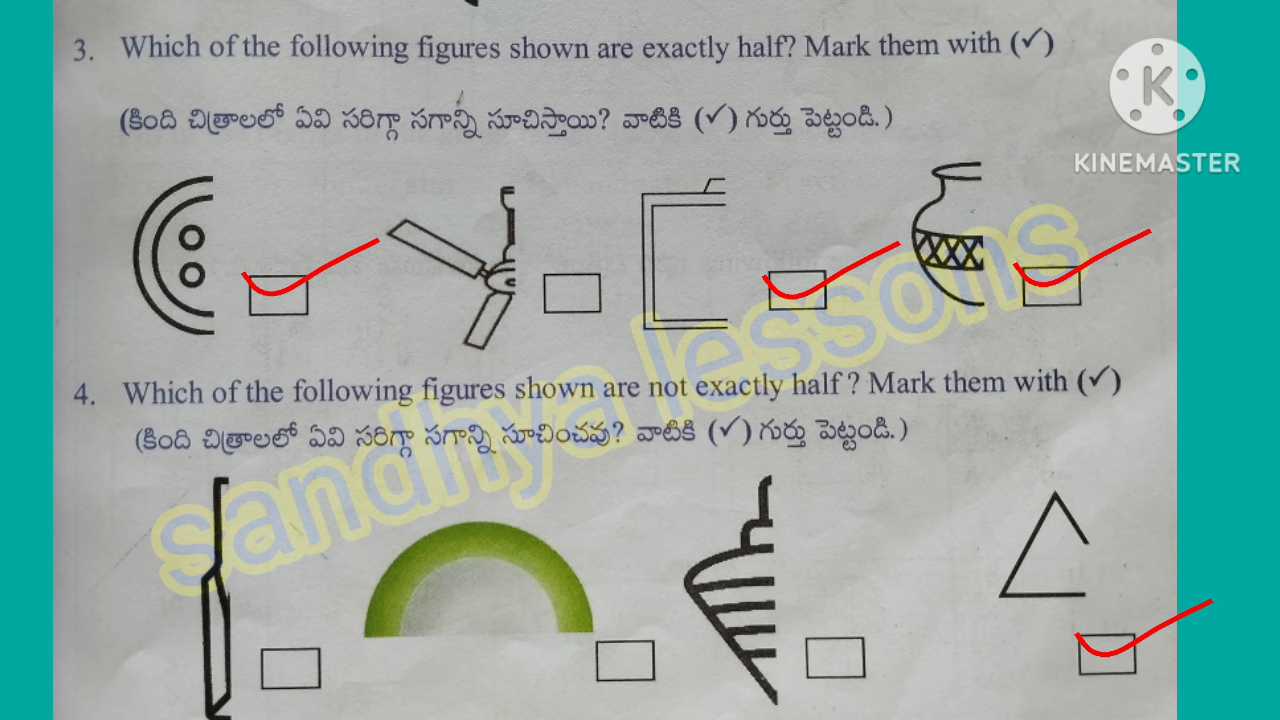 3. Which of the following figures shown are exactly half? Mark them with (✓)
(కింది చిత్రాలలో ఏవి సరిగ్గా సగాన్ని సూచిస్తాయి? వాటికి (✓) గుర్తు పెట్టండి.)
K
KINEMASTER
sandhya lessons
4. Which of the following figures shown are not exactly half ? Mark them with (✓)
(కింది చిత్రాలలో ఏవి సరిగ్గా సగాన్ని సూచించవు? వాటికి (✓) గుర్తు పెట్టండి.)